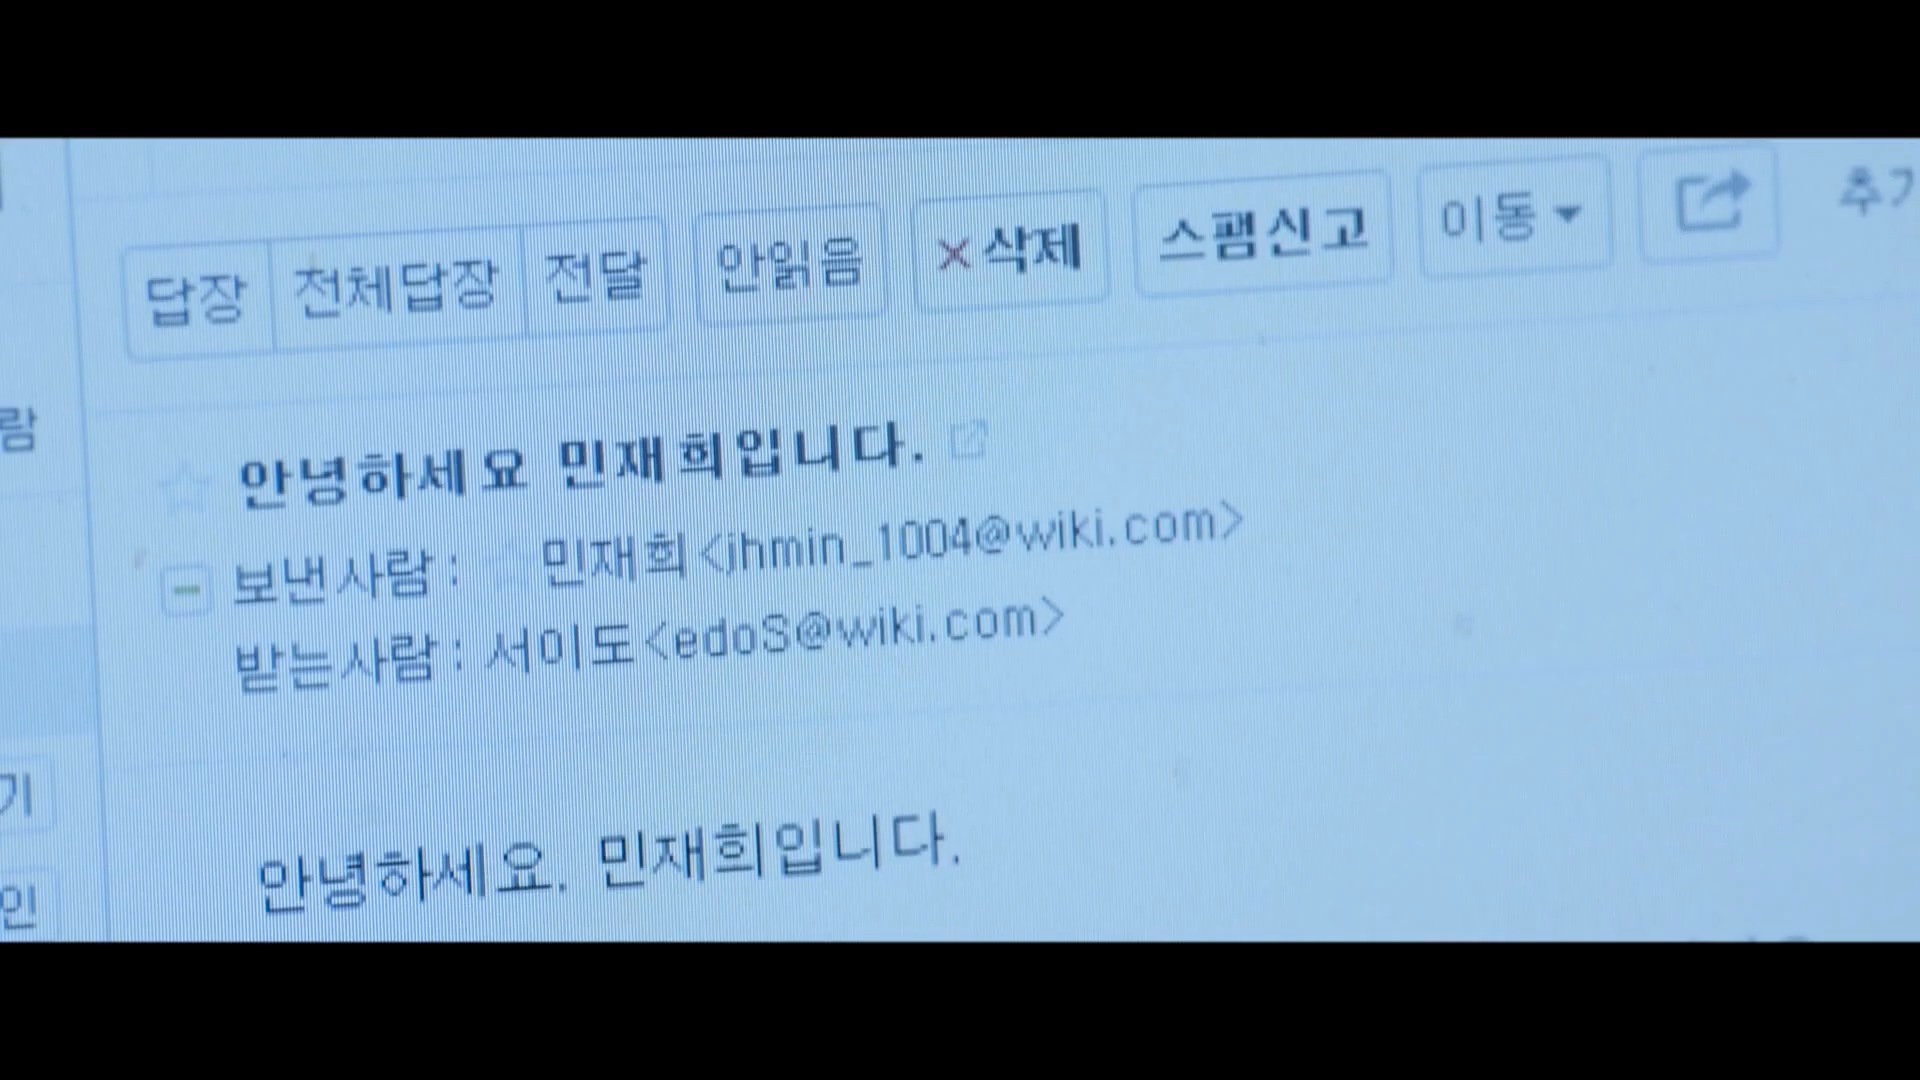 답장 전체답장 전달 안읽음 × 삭제 스팸신고 이동
안녕하세요 민재희입니다.
보낸사람 : 민재희<jhmin_1004@wiki.com>
받는사람 : 서이도<edoS@wiki.com>
안녕하세요. 민재희입니다.
람
기
인